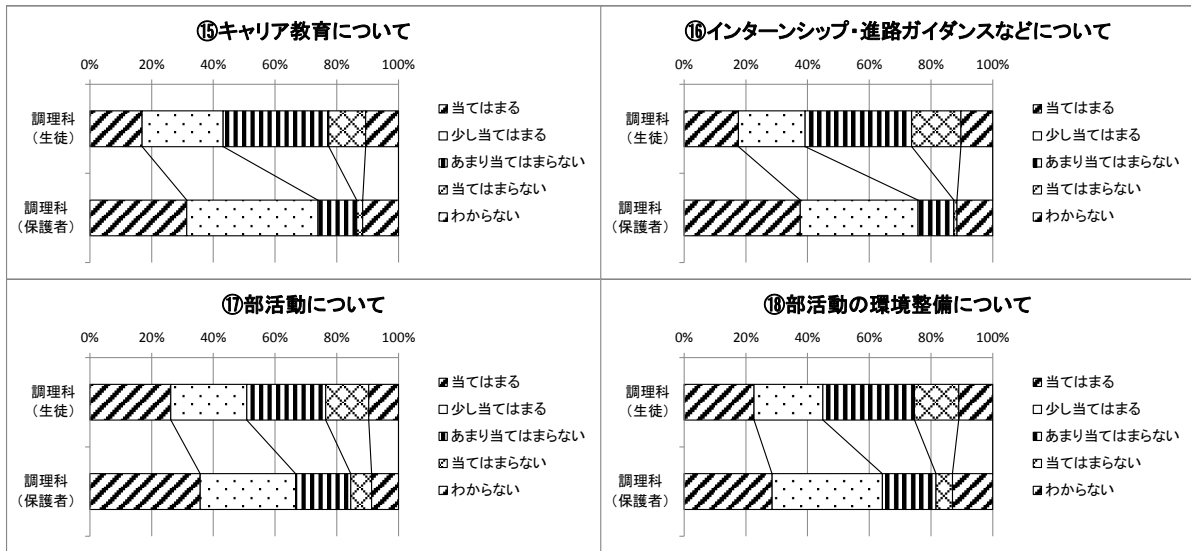 ⑮キャリア教育について
0% 20% 40% 60% 80% 100%
調理科
（生徒）
調理科
（保護者）
当てはまる
少し当てはまる
あまり当てはまらない
当てはまらない
わからない
⑯インターンシップ・進路ガイダンスなどについて
0% 20% 40% 60% 80% 100%
調理科
（生徒）
調理科
（保護者）
当てはまる
少し当てはまる
あまり当てはまらない
当てはまらない
わからない
⑰部活動について
0% 20% 40% 60% 80% 100%
調理科
（生徒）
調理科
（保護者）
当てはまる
少し当てはまる
あまり当てはまらない
当てはまらない
わからない
⑱部活動の環境整備について
0% 20% 40% 60% 80% 100%
調理科
（生徒）
調理科
（保護者）
当てはまる
少し当てはまる
あまり当てはまらない
当てはまらない
わからない